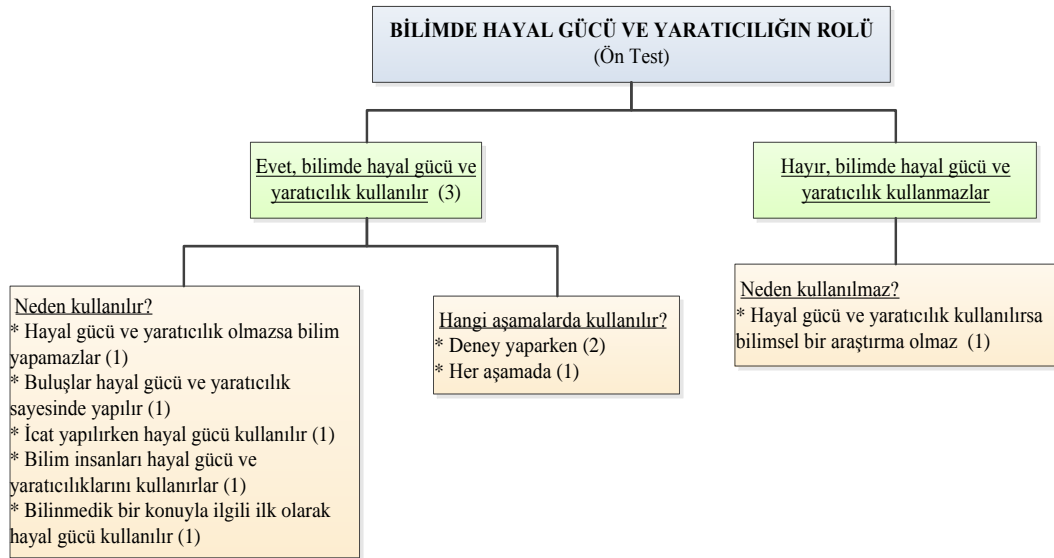 BİLİMDE HAYAL GÜCÜ VE YARATICILIĞIN ROLÜ
(Ön Test)
Evet, bilimde hayal gücü ve
yaratıcılık kullanılır (3)
Hayır, bilimde hayal gücü ve
yaratıcılık kullanmazlar
Neden kullanılır?
* Hayal gücü ve yaratıcılık olmazsa bilim
yapamazlar (1)
* Buluşlar hayal gücü ve yaratıcılık
sayesinde yapılır (1)
* İcat yapılırken hayal gücü kullanılır (1)
* Bilim insanları hayal gücü ve
yaratıcılıklarını kullanırlar (1)
* Bilinmedik bir konuyla ilgili ilk olarak
hayal gücü kullanılır (1)
Hangi aşamalarda kullanılır?
* Deney yaparken (2)
* Her aşamada (1)
Neden kullanılmaz?
* Hayal gücü ve yaratıcılık kullanılırsa
bilimsel bir araştırma olmaz (1)